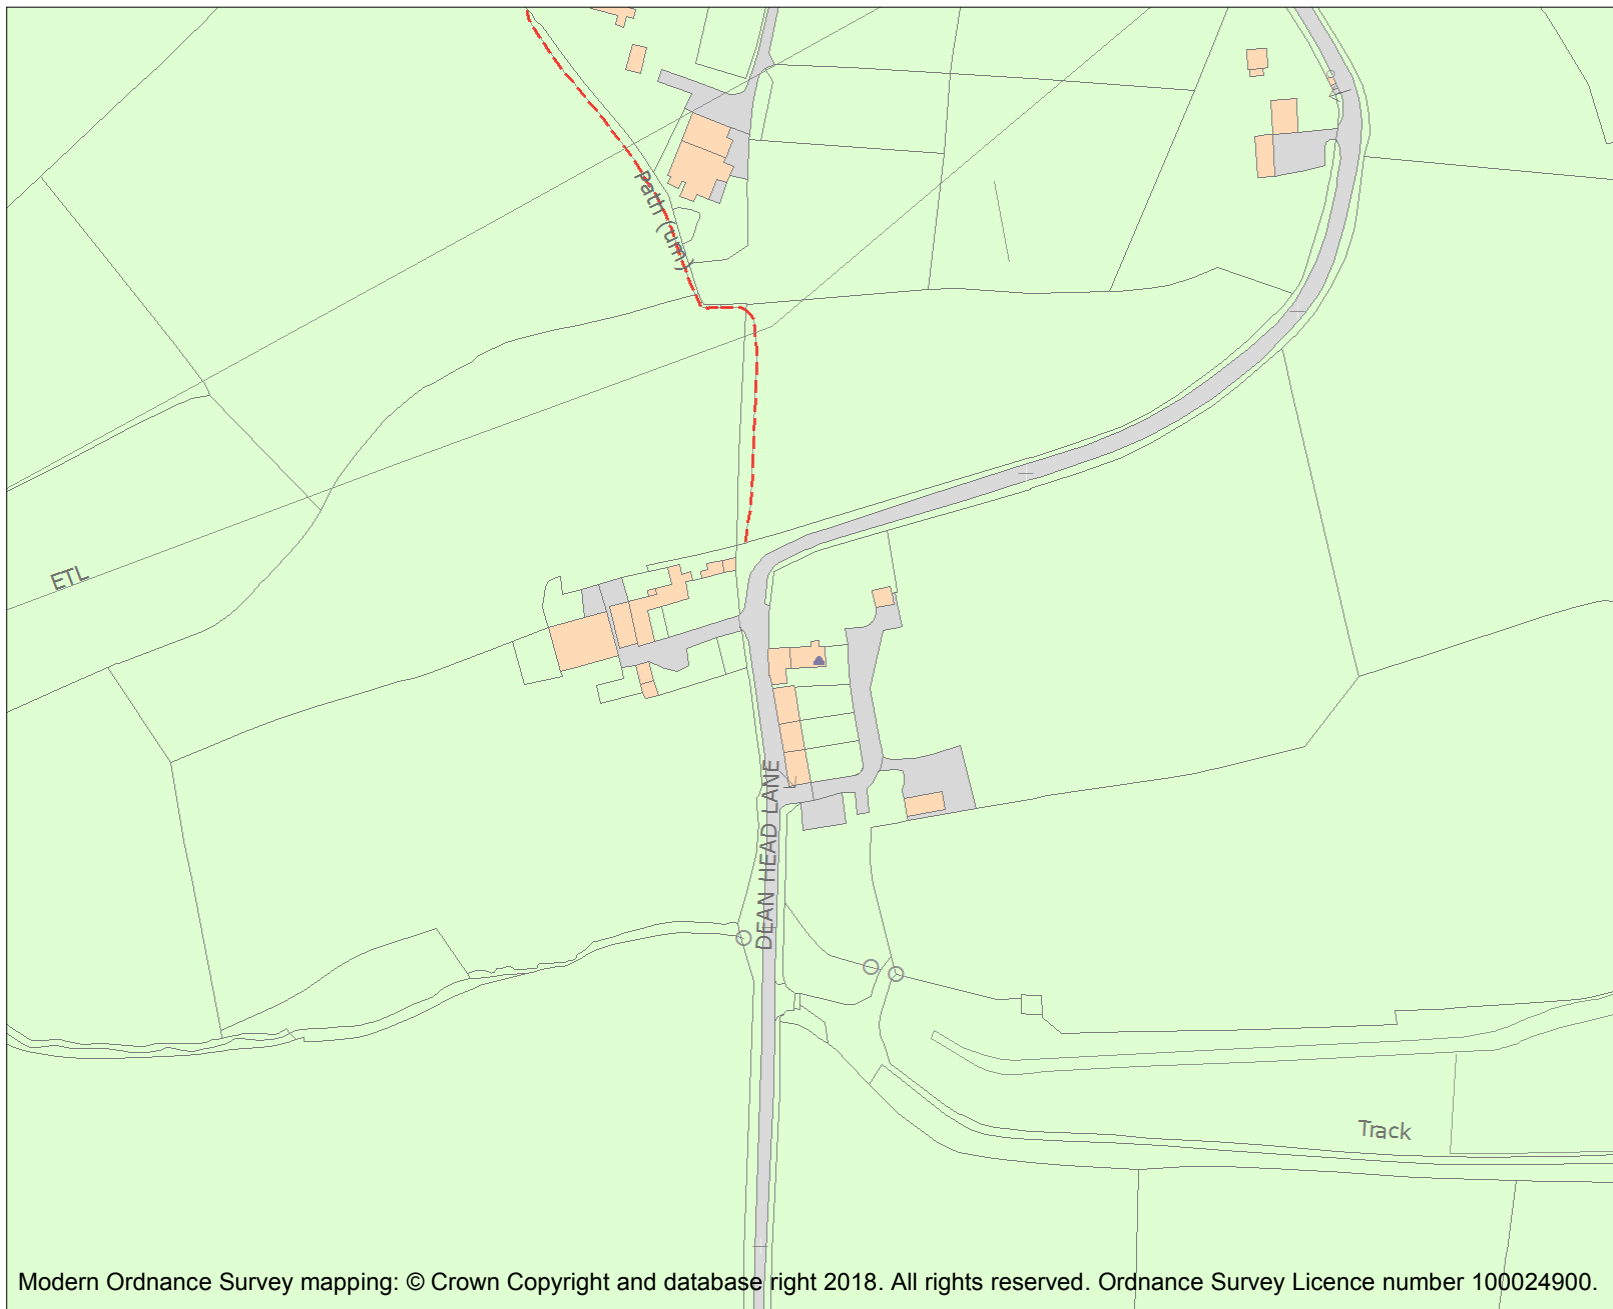 Path (um)
ETL
DEAN HEAD LANE
Track
Modern Ordnance Survey mapping: © Crown Copyright and database right 2018. All rights reserved. Ordnance Survey Licence number 100024900.